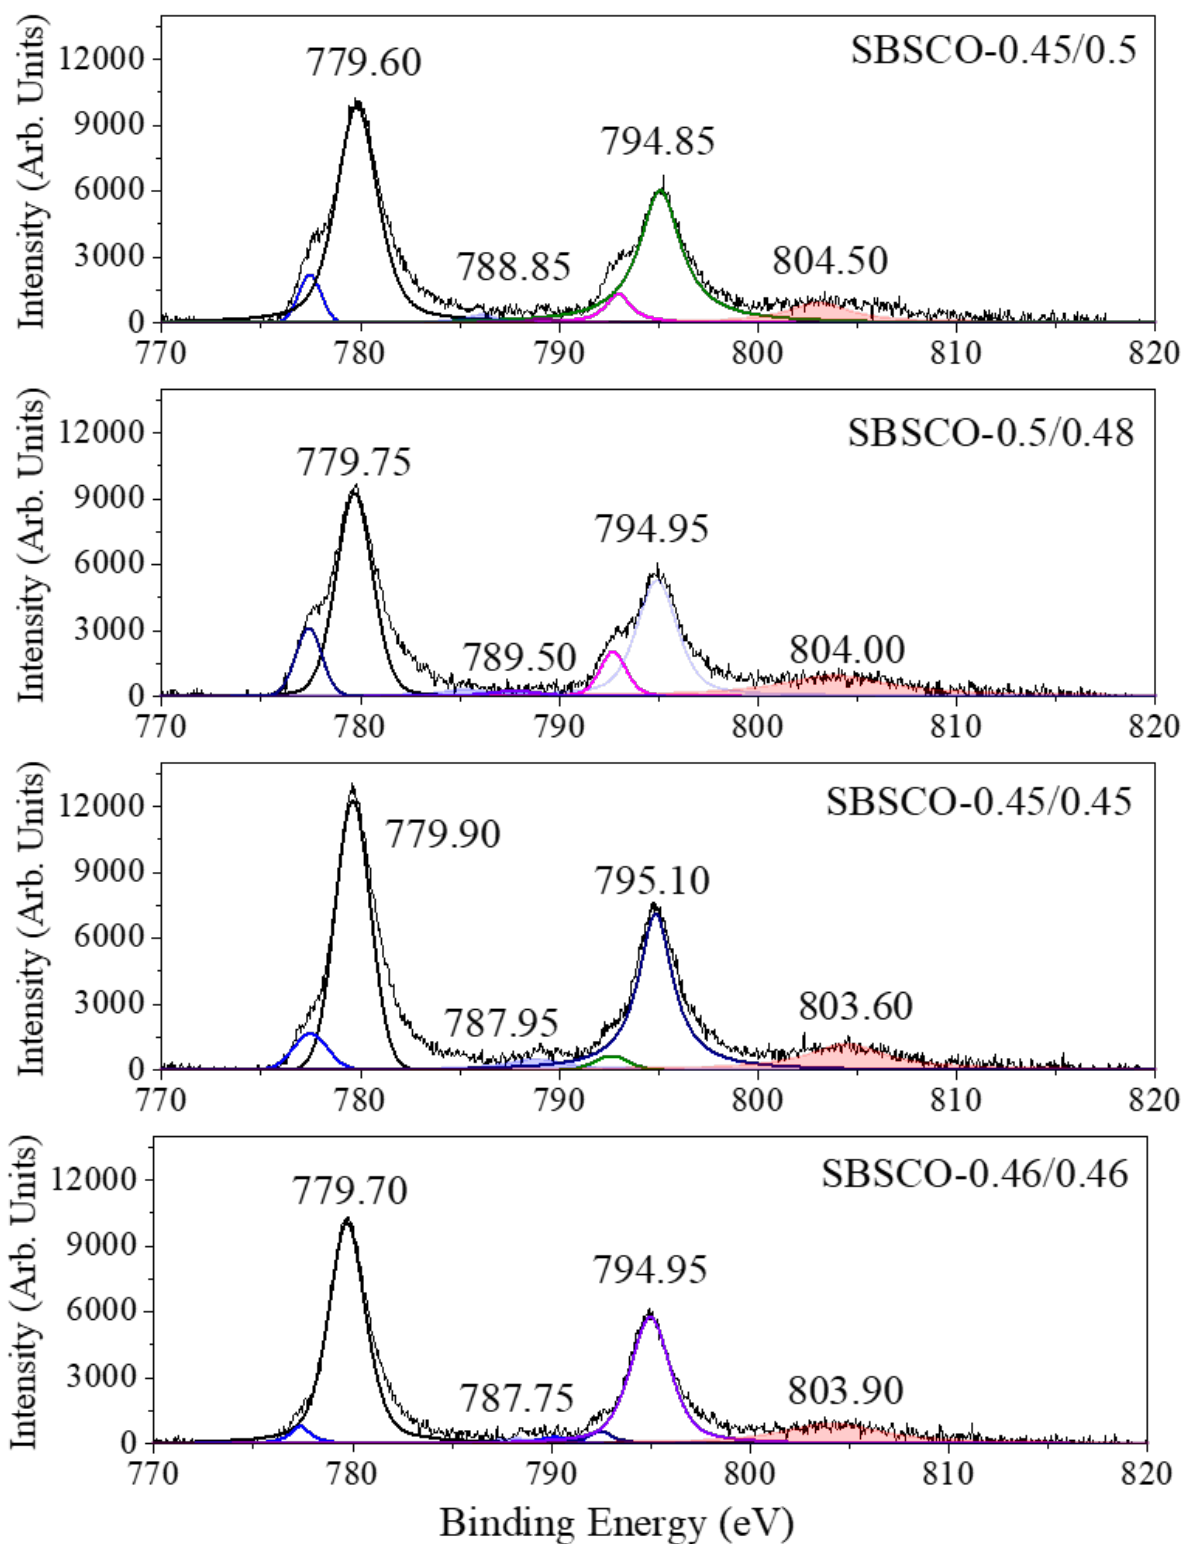 SBSCO-0.45/0.5
779.60
794.85
788.85
804.50
Intensity (Arb. Units)
12000
9000
6000
3000
0
770 780 790 800 810 820
SBSCO-0.5/0.48
779.75
794.95
789.50
804.00
Intensity (Arb. Units)
12000
9000
6000
3000
0
770 780 790 800 810 820
SBSCO-0.45/0.45
779.90
795.10
787.95
803.60
Intensity (Arb. Units)
12000
9000
6000
3000
0
770 780 790 800 810 820
SBSCO-0.46/0.46
779.70
794.95
787.75
803.90
Intensity (Arb. Units)
12000
9000
6000
3000
0
770 780 790 800 810 820
Binding Energy (eV)